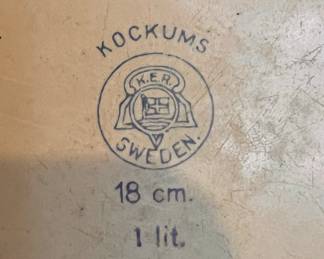 KOCKUMS
K.E.R.
SWEDEN.
18 cm.
1 lit.